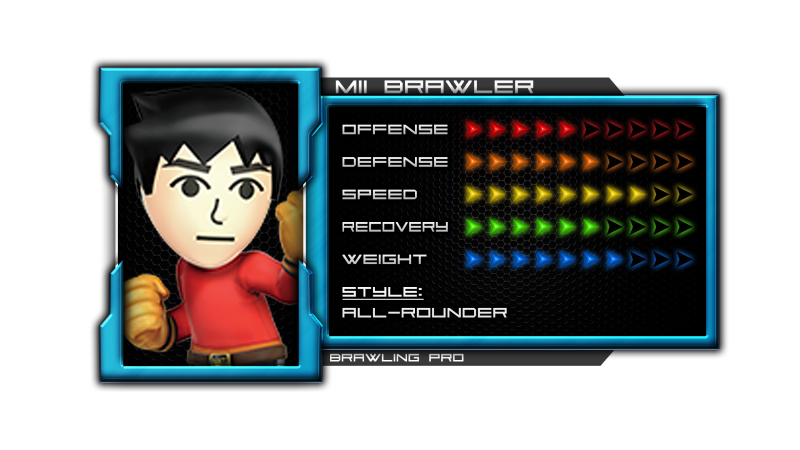 MII BRAWLER
OFFENSE
DEFENSE
SPEED
RECOVERY
WEIGHT
STYLE:
ALL-ROUNDER
BRAWLING PRO